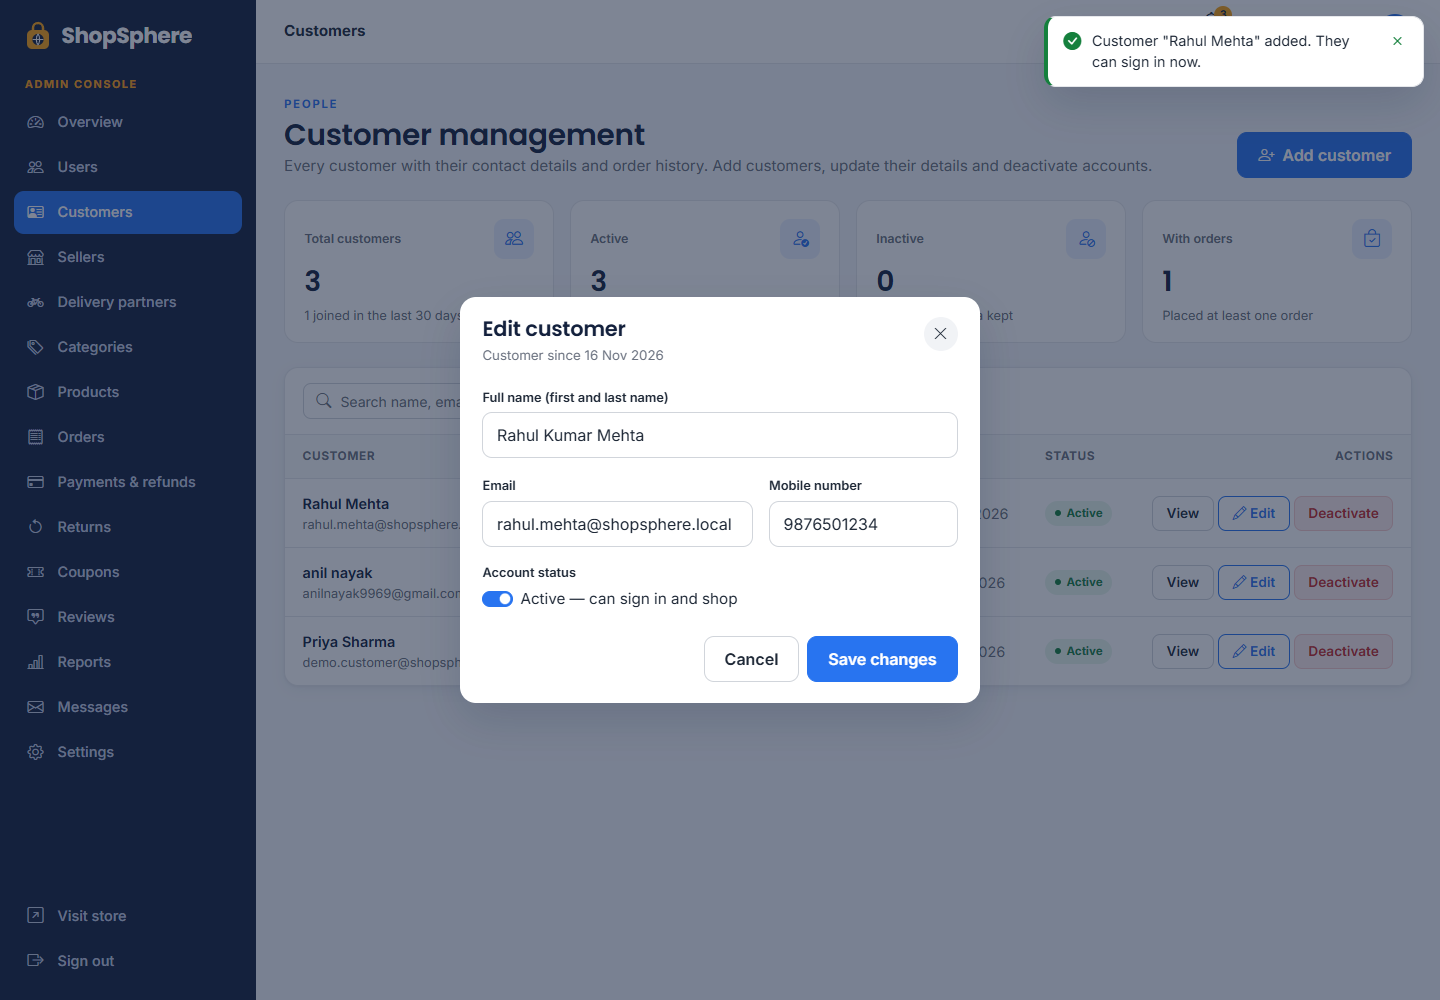 ShopSphere
ADMIN CONSOLE
Overview
Users
Customers
Sellers
Delivery partners
Categories
Products
Orders
Payments & refunds
Returns
Coupons
Reviews
Reports
Messages
Settings
Visit store
Sign out
Customers
3
Customer "Rahul Mehta" added. They
can sign in now.
PEOPLE
Customer management
Every customer with their contact details and order history. Add customers, update their details and deactivate accounts.
Add customer
Total customers
3
1 joined in the last 30 days
Active
3
Inactive
0
kept
With orders
1
Placed at least one order
Search name, ema
CUSTOMER STATUS ACTIONS
Rahul Mehta
rahul.mehta@shopsphere.
2026 Active View Edit Deactivate
anil nayak
anilnayak9969@gmail.com
2026 Active View Edit Deactivate
Priya Sharma
demo.customer@shopsph
2026 Active View Edit Deactivate
Edit customer
Customer since 16 Nov 2026
Full name (first and last name)
Rahul Kumar Mehta
Email Mobile number
rahul.mehta@shopsphere.local 9876501234
Account status
Active — can sign in and shop
Cancel Save changes